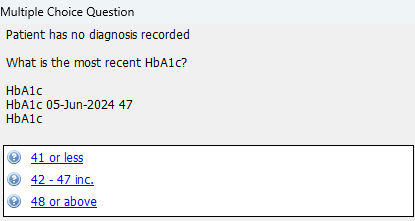 Multiple Choice Question
Patient has no diagnosis recorded
What is the most recent HbA1c?
HbA1c
HbA1c 05-Jun-2024 47
HbA1c
41 or less
42 - 47 inc.
48 or above